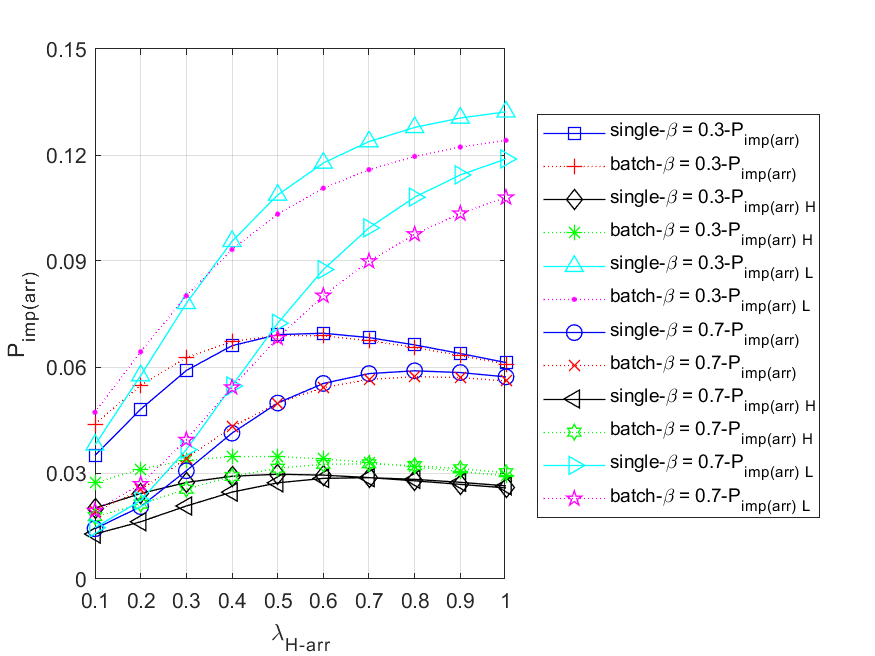 0.15
0.12
0.09
0.06
0.03
0
P_imp(arr)
0.1 0.2 0.3 0.4 0.5 0.6 0.7 0.8 0.9 1
λ_H-arr
single-β = 0.3-P_imp(arr)
batch-β = 0.3-P_imp(arr)
single-β = 0.3-P_imp(arr) H
batch-β = 0.3-P_imp(arr) H
single-β = 0.3-P_imp(arr) L
batch-β = 0.3-P_imp(arr) L
single-β = 0.7-P_imp(arr)
batch-β = 0.7-P_imp(arr)
single-β = 0.7-P_imp(arr) H
batch-β = 0.7-P_imp(arr) H
single-β = 0.7-P_imp(arr) L
batch-β = 0.7-P_imp(arr) L